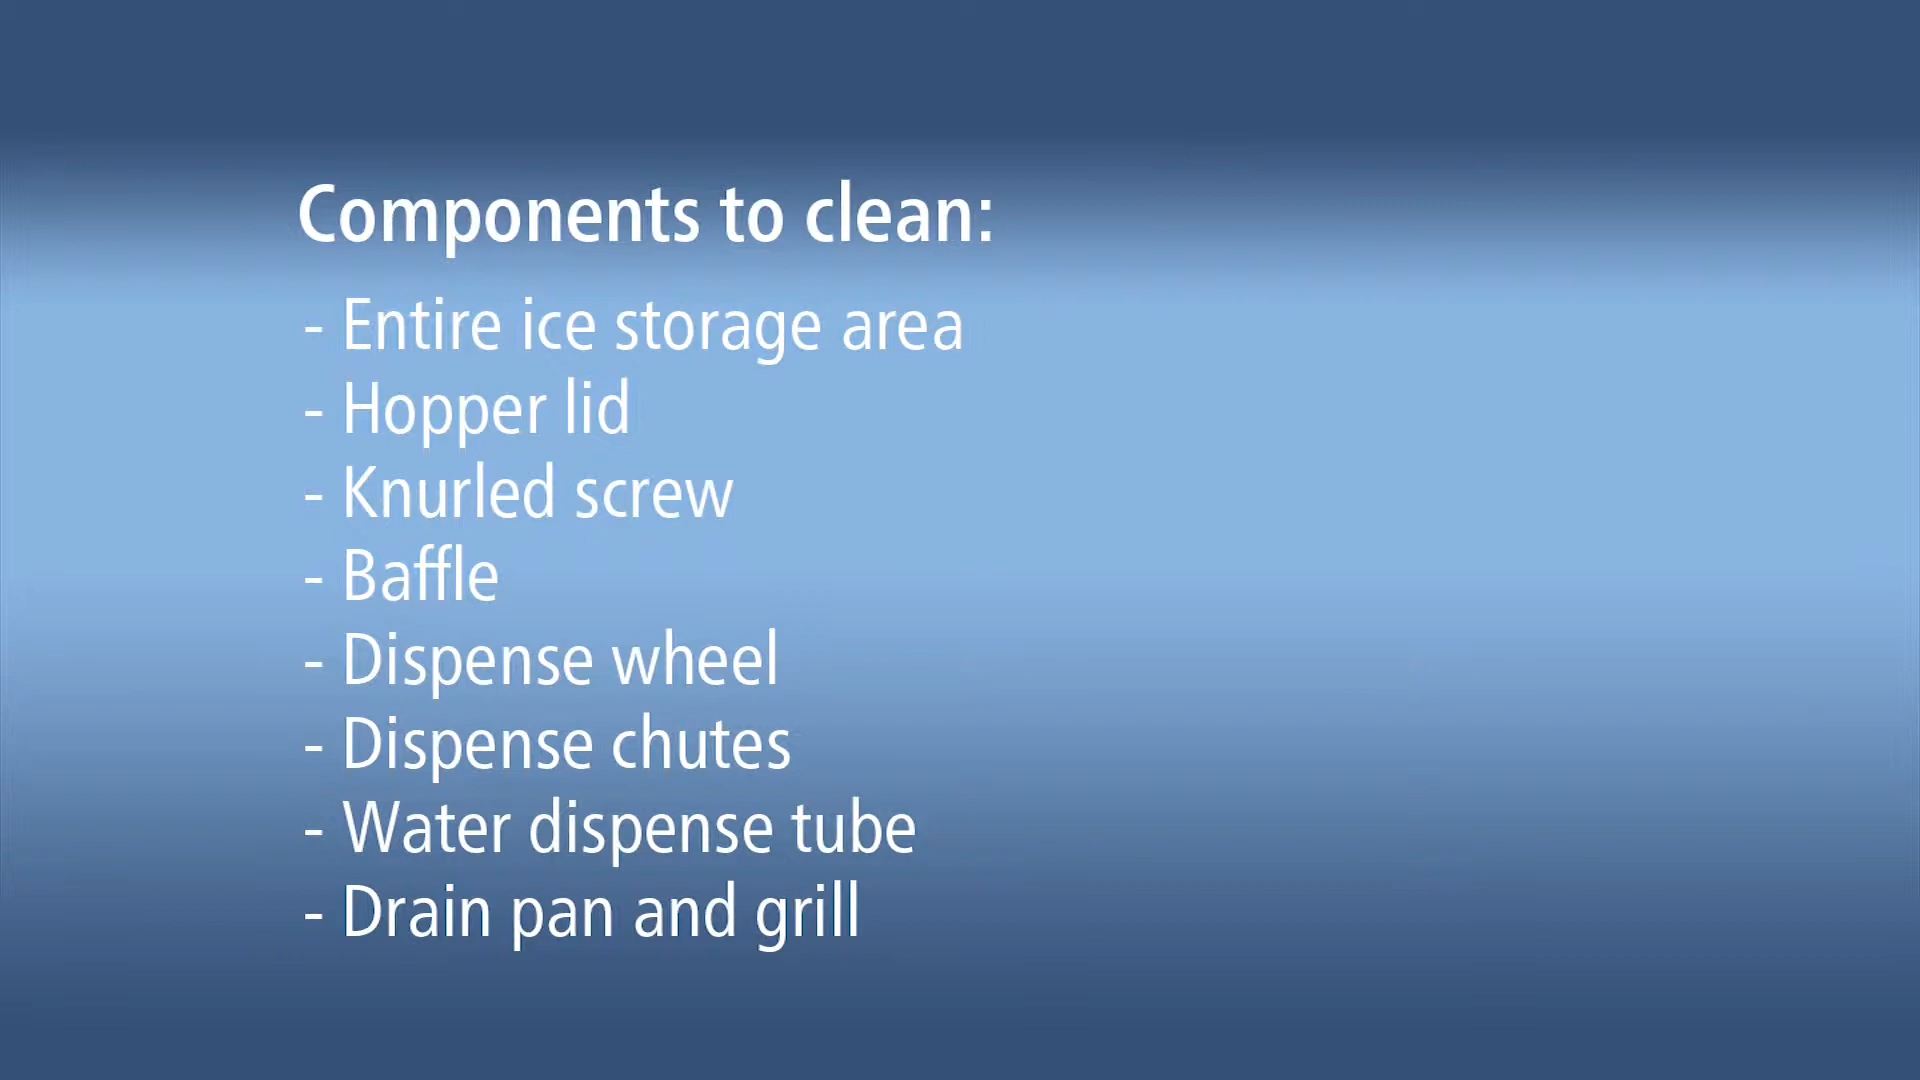 Components to clean:
- Entire ice storage area
- Hopper lid
- Knurled screw
- Baffle
- Dispense wheel
- Dispense chutes
- Water dispense tube
- Drain pan and grill